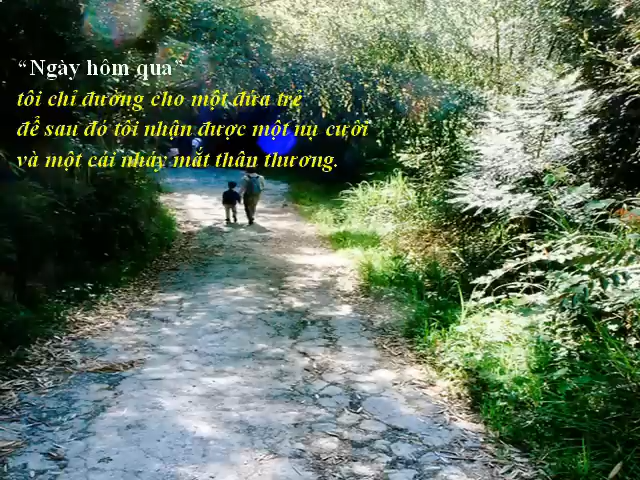 “Ngày hôm qua”
tôi chỉ đường cho một đứa trẻ
để sau đó tôi nhận được một nụ cười
và một cái nháy mắt thân thương.